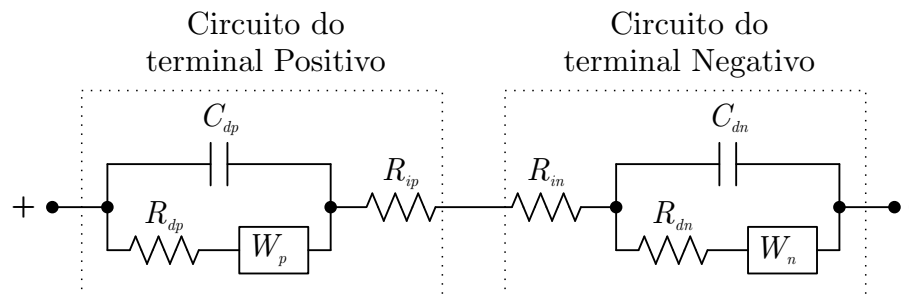 Circuito do
terminal Positivo
Circuito do
terminal Negativo
C_dp
C_dn
R_ip
R_in
+
R_dp
W_p
R_dn
W_n